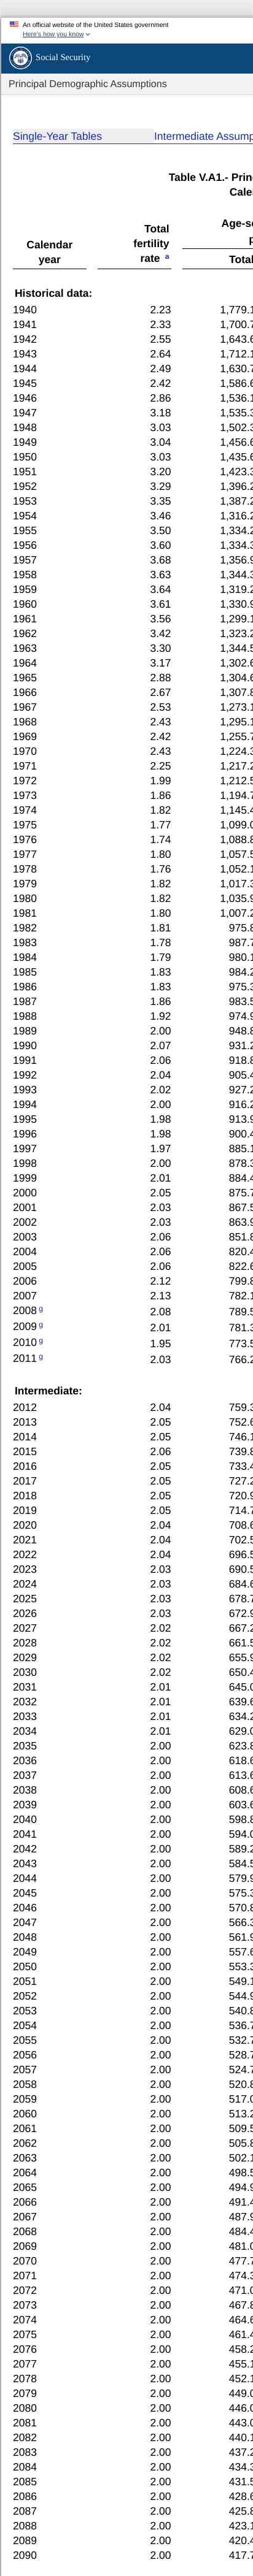 An official website of the United States government
Here's how you know
Social Security
Principal Demographic Assumptions
Single-Year Tables Intermediate Assump
Table V.A1.- Prin
Cale
Calendar year
Total fertility rate a
Age-s
p
Total
Historical data:
1940 2.23 1,779.1
1941 2.33 1,700.7
1942 2.55 1,643.6
1943 2.64 1,712.1
1944 2.49 1,630.7
1945 2.42 1,586.6
1946 2.86 1,536.1
1947 3.18 1,535.3
1948 3.03 1,502.3
1949 3.04 1,456.6
1950 3.03 1,435.6
1951 3.20 1,423.3
1952 3.29 1,396.2
1953 3.35 1,387.2
1954 3.46 1,316.2
1955 3.50 1,334.2
1956 3.60 1,334.3
1957 3.68 1,356.9
1958 3.63 1,344.3
1959 3.64 1,319.2
1960 3.61 1,330.9
1961 3.56 1,299.1
1962 3.42 1,323.2
1963 3.30 1,344.5
1964 3.17 1,302.6
1965 2.88 1,304.6
1966 2.67 1,307.8
1967 2.53 1,273.1
1968 2.43 1,295.1
1969 2.42 1,255.7
1970 2.43 1,224.3
1971 2.25 1,217.2
1972 1.99 1,212.5
1973 1.86 1,194.7
1974 1.82 1,145.4
1975 1.77 1,099.0
1976 1.74 1,088.8
1977 1.80 1,057.5
1978 1.76 1,052.1
1979 1.82 1,017.3
1980 1.82 1,035.9
1981 1.80 1,007.2
1982 1.81 975.8
1983 1.78 987.7
1984 1.79 980.1
1985 1.83 984.2
1986 1.83 975.3
1987 1.86 983.5
1988 1.92 974.9
1989 2.00 948.8
1990 2.07 931.2
1991 2.06 918.8
1992 2.04 905.4
1993 2.02 927.2
1994 2.00 916.2
1995 1.98 913.9
1996 1.98 900.4
1997 1.97 885.1
1998 2.00 878.3
1999 2.01 884.4
2000 2.05 875.7
2001 2.03 867.5
2002 2.03 863.9
2003 2.06 851.8
2004 2.06 820.4
2005 2.06 822.6
2006 2.12 799.8
2007 2.13 782.1
2008 g 2.08 789.5
2009 g 2.01 781.3
2010 g 1.95 773.5
2011 g 2.03 766.2
Intermediate:
2012 2.04 759.3
2013 2.05 752.6
2014 2.05 746.1
2015 2.06 739.8
2016 2.05 733.4
2017 2.05 727.2
2018 2.05 720.9
2019 2.05 714.7
2020 2.04 708.6
2021 2.04 702.5
2022 2.04 696.5
2023 2.03 690.5
2024 2.03 684.6
2025 2.03 678.7
2026 2.03 672.9
2027 2.02 667.2
2028 2.02 661.5
2029 2.02 655.9
2030 2.02 650.4
2031 2.01 645.0
2032 2.01 639.6
2033 2.01 634.2
2034 2.01 629.0
2035 2.00 623.8
2036 2.00 618.6
2037 2.00 613.6
2038 2.00 608.6
2039 2.00 603.6
2040 2.00 598.8
2041 2.00 594.0
2042 2.00 589.2
2043 2.00 584.5
2044 2.00 579.9
2045 2.00 575.3
2046 2.00 570.8
2047 2.00 566.3
2048 2.00 561.9
2049 2.00 557.6
2050 2.00 553.3
2051 2.00 549.1
2052 2.00 544.9
2053 2.00 540.8
2054 2.00 536.7
2055 2.00 532.7
2056 2.00 528.7
2057 2.00 524.7
2058 2.00 520.8
2059 2.00 517.0
2060 2.00 513.2
2061 2.00 509.5
2062 2.00 505.8
2063 2.00 502.1
2064 2.00 498.5
2065 2.00 494.9
2066 2.00 491.4
2067 2.00 487.9
2068 2.00 484.4
2069 2.00 481.0
2070 2.00 477.7
2071 2.00 474.3
2072 2.00 471.0
2073 2.00 467.8
2074 2.00 464.6
2075 2.00 461.4
2076 2.00 458.2
2077 2.00 455.1
2078 2.00 452.1
2079 2.00 449.0
2080 2.00 446.0
2081 2.00 443.0
2082 2.00 440.1
2083 2.00 437.2
2084 2.00 434.3
2085 2.00 431.5
2086 2.00 428.6
2087 2.00 425.8
2088 2.00 423.1
2089 2.00 420.4
2090 2.00 417.7